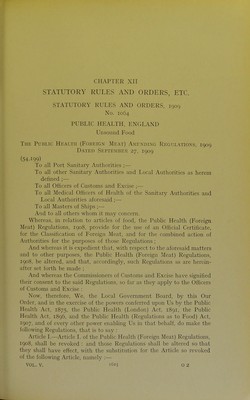 CHAPTER XII
STATUTORY RULES AND ORDERS, ETC.
STATUTORY RULES AND ORDERS, 1909
No. 1064
PUBLIC HEALTH, ENGLAND
Unsound Food
The Public Health (Foreign Meat) Amending Regulations, 1909
Dated September 27, 1909
(54,194)
To all Port Sanitary Authorities ;—
To all other Sanitary Authorities and Local Authorities as herein
defined ;—
To all Officers of Customs and Excise ;—
To all Medical Officers of Health of the Sanitary Authorities and
Local Authorities aforesaid ;—
To all Masters of Ships ;—
And to all others whom it may concern.
Whereas, in relation to articles of food, the Public Health (Foreign
Meat) Regulations, 1908, provide for the use of an Official Certificate,
for the Classification of Foreign Meat, and for the combined action of
Authorities for the purposes of those Regulations ;
And whereas it is expedient that, with respect to the aforesaid matters
and to other purposes, the Public Health (Foreign Meat) Regulations,
1908, be altered, and that, accordingly, such Regulations as are herein-
after set forth be made ;
And whereas the Commissioners of Customs and Excise have signified
their consent to the said Regulations, so far as they apply to the Officers
of Customs and Excise :
Now, therefore, We, the Local Government Board, by this Our
Order, and in the exercise of the powers conferred upon Us by the Public
Health Act, 1875, the Public Health (London) Act, 1891, the Public
Health Act, 1896, and the Public Health (Regulations as to Food) Act,
1907, and of every other power enabling Us in that behalf, do make the
following Regulations, that is to say :
Article I.—Article I. of the Public Health (Foreign Meat) Regulations,
1908, shall be revoked : and those Regulations shall be altered so that
they shall have effect, with the substitution for the Article so revoked
of the following Article, namely :—
VOL. V.